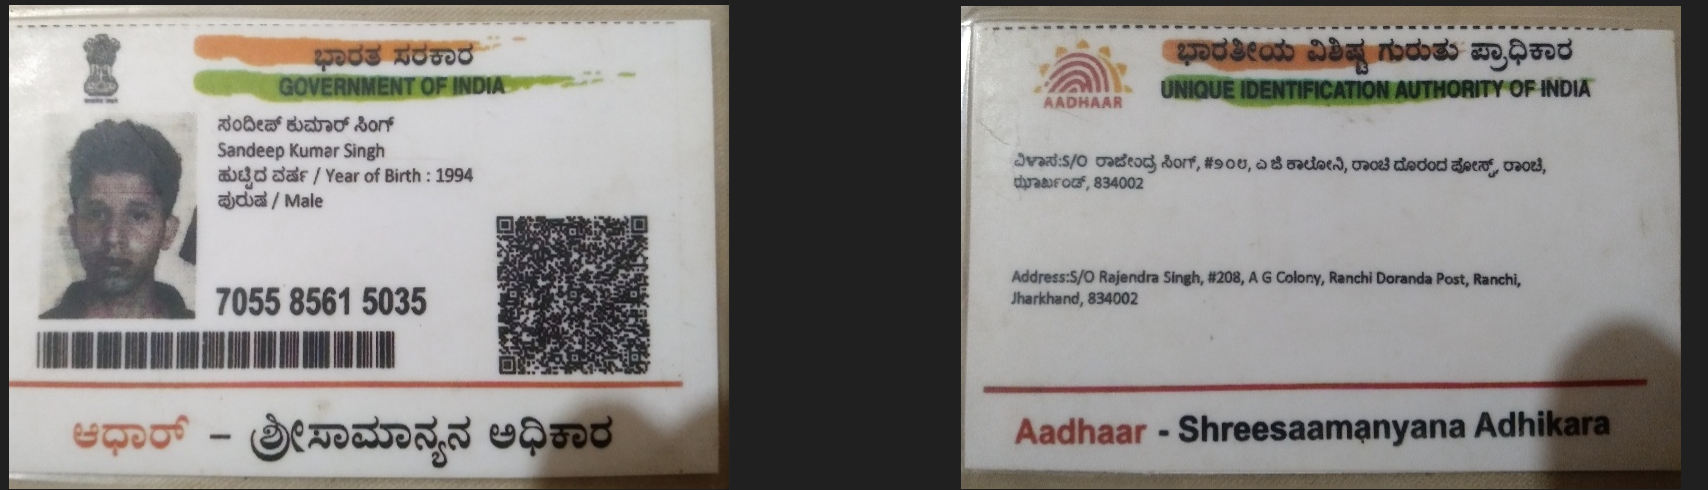 ಭಾರತ ಸರಕಾರ
GOVERNMENT OF INDIA
ಸಂದೀಪ್ ಕುಮಾರ್ ಸಿಂಗ್
Sandeep Kumar Singh
ಹುಟ್ಟಿದ ವರ್ಷ / Year of Birth : 1994
ಪುರುಷ / Male
7055 8561 5035
ಆಧಾರ್ – ಶ್ರೀಸಾಮಾನ್ಯನ ಅಧಿಕಾರ
ಭಾರತೀಯ ವಿಶಿಷ್ಟ ಗುರುತು ಪ್ರಾಧಿಕಾರ
UNIQUE IDENTIFICATION AUTHORITY OF INDIA
AADHAAR
ವಿಳಾಸ:S/O ರಾಜೇಂದ್ರ ಸಿಂಗ್, #೨೦೮, ಎ ಜಿ ಕಾಲೋನಿ, ರಾಂಚಿ ದೊರಂದ ಪೋಸ್ಟ್, ರಾಂಚಿ,
ಝಾರ್ಖಂಡ್, 834002
Address:S/O Rajendra Singh, #208, A G Colony, Ranchi Doranda Post, Ranchi,
Jharkhand, 834002
Aadhaar - Shreesaamanyana Adhikara